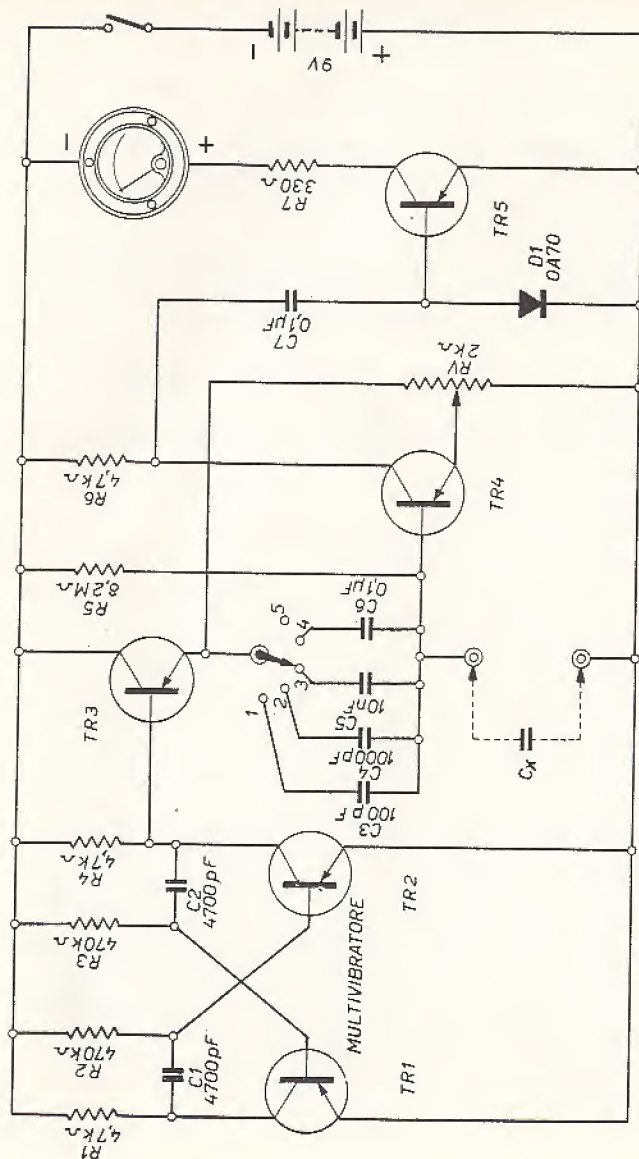 R1
4,7kΩ
C1
4700pF
R2
470kΩ
R3
470kΩ
C2
4700pF
R4
4,7kΩ
TR1
MULTIVIBRATORE
TR2
TR3
1
2
3
4
5
C3
100pF
C4
1000pF
C5
10nF
C6
0,1µF
Cx
R5
8,2MΩ
R6
4,7kΩ
TR4
RV
2kΩ
C7
0,1µF
D1
OA70
TR5
R7
330Ω
-
+
-
9V
+